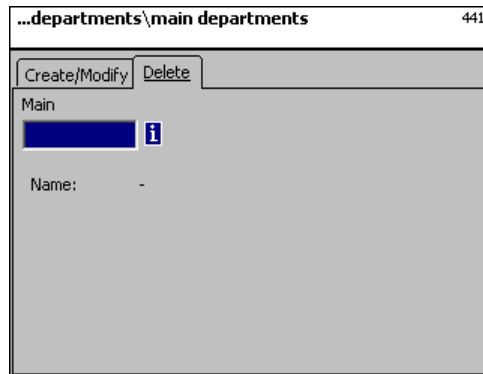 ...departments\main departments 441
Create/Modify Delete
Main
i
Name: -